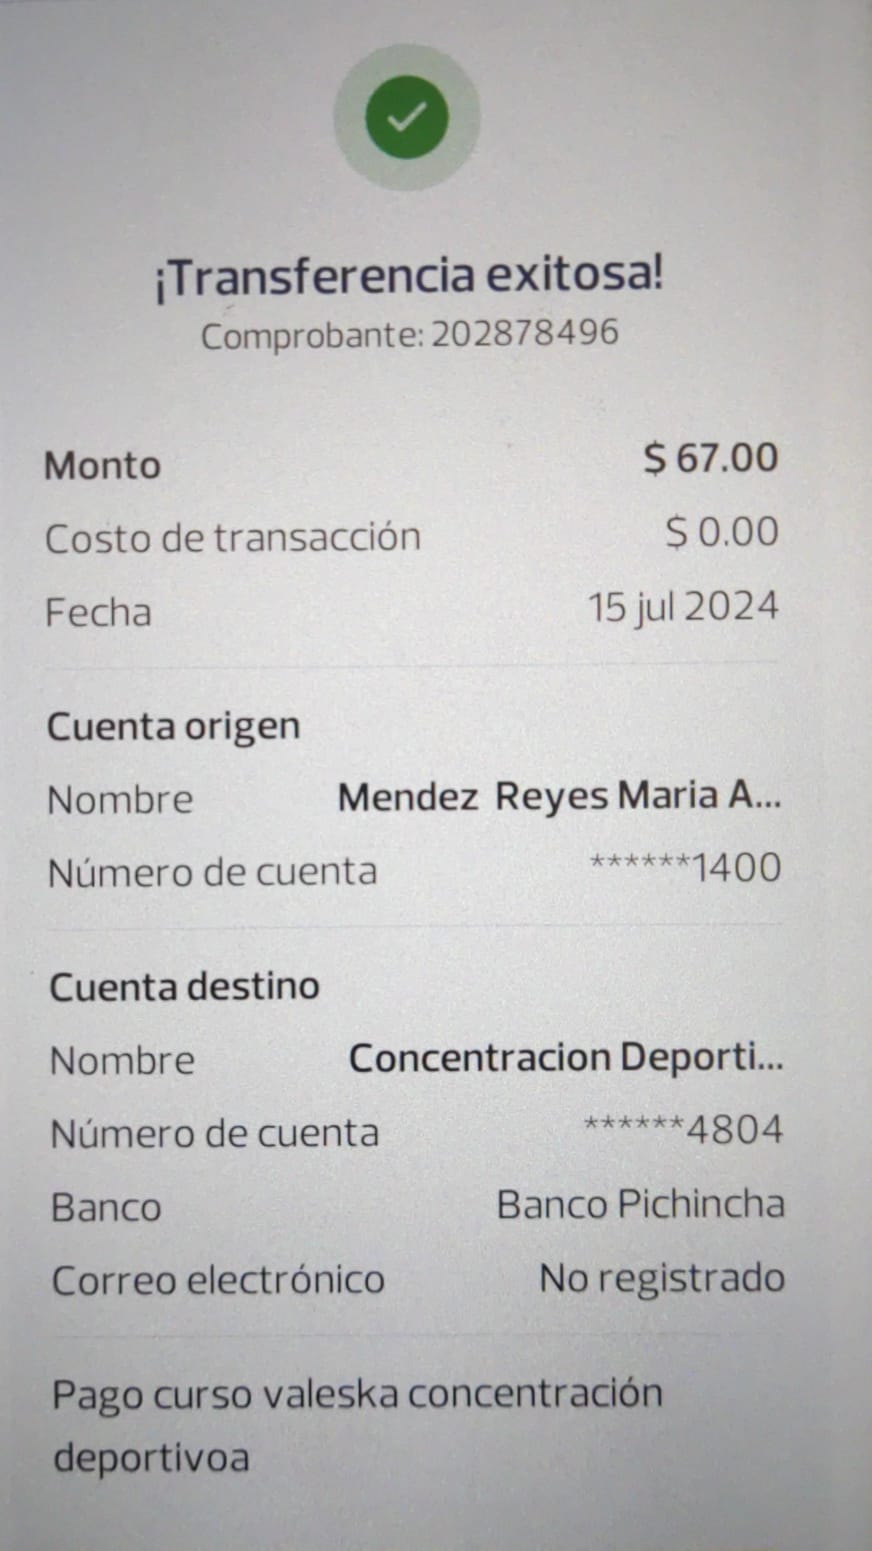 ¡Transferencia exitosa!
Comprobante: 202878496
Monto $ 67.00
Costo de transacción $ 0.00
Fecha 15 jul 2024
Cuenta origen
Nombre Mendez Reyes Maria A...
Número de cuenta ******1400
Cuenta destino
Nombre Concentracion Deporti...
Número de cuenta ******4804
Banco Banco Pichincha
Correo electrónico No registrado
Pago curso valeska concentración
deportivoa